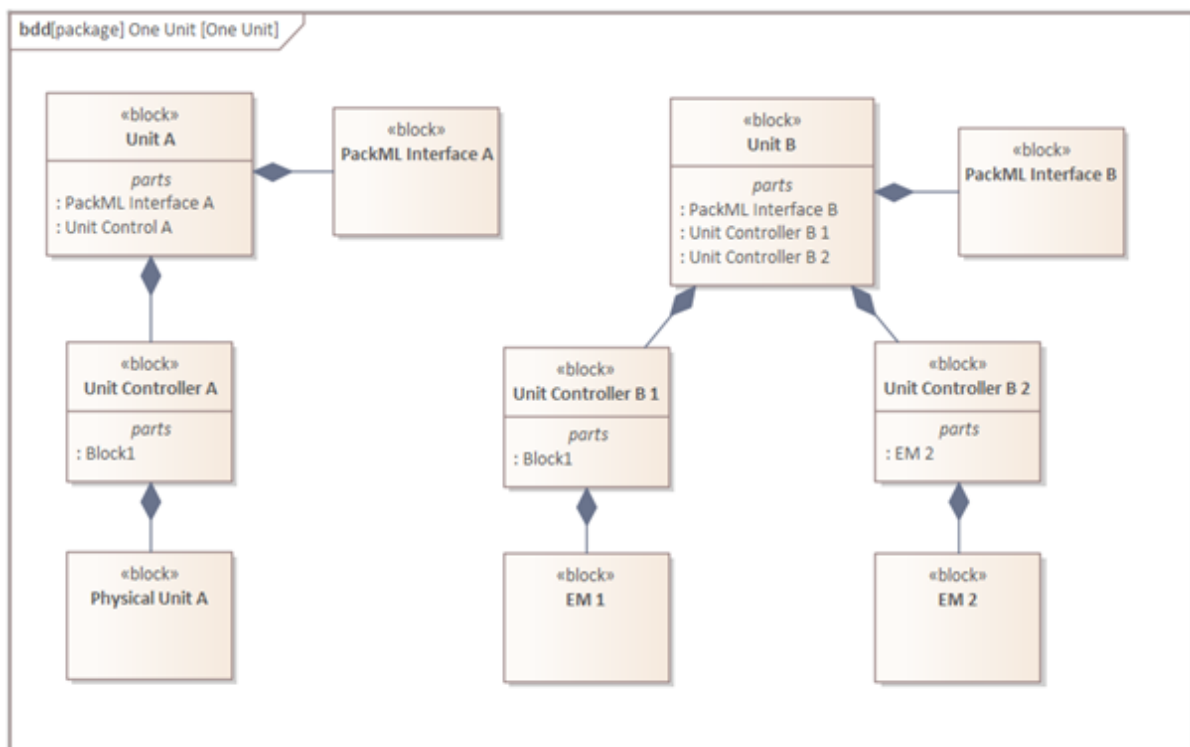 bdd[package] One Unit [One Unit]
«block»
Unit A
parts
: PackML Interface A
: Unit Control A
«block»
PackML Interface A
«block»
Unit B
parts
: PackML Interface B
: Unit Controller B 1
: Unit Controller B 2
«block»
PackML Interface B
«block»
Unit Controller A
parts
: Block1
«block»
Unit Controller B 1
parts
: Block1
«block»
Unit Controller B 2
parts
: EM 2
«block»
Physical Unit A
«block»
EM 1
«block»
EM 2